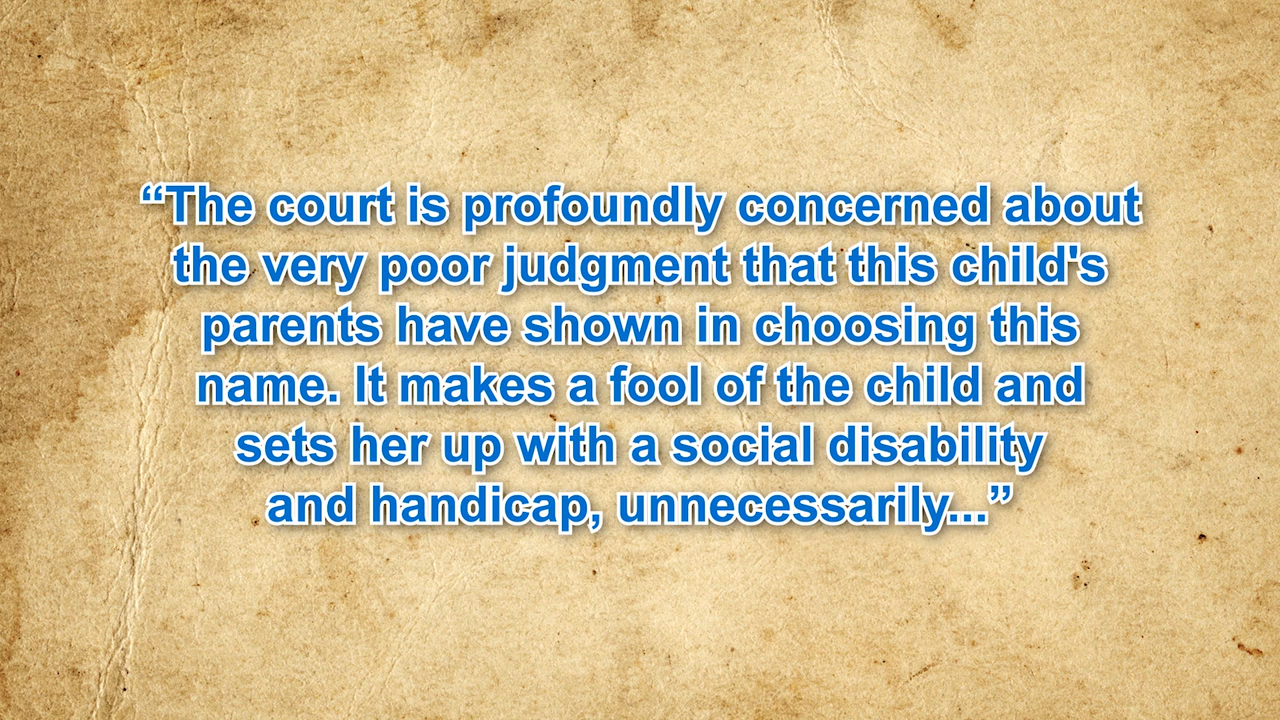 “The court is profoundly concerned about
the very poor judgment that this child's
parents have shown in choosing this
name. It makes a fool of the child and
sets her up with a social disability
and handicap, unnecessarily...”